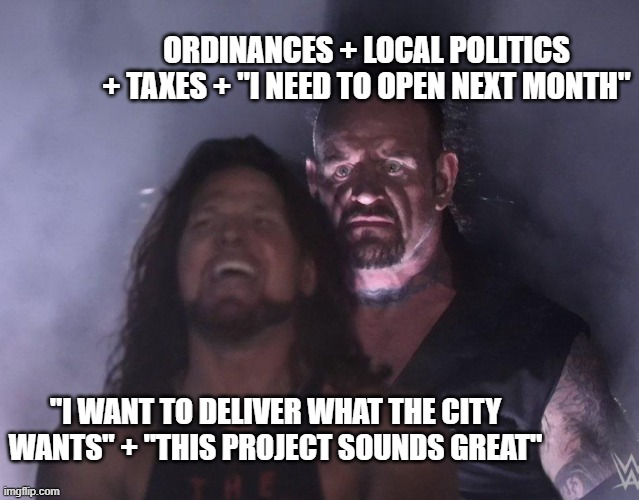 ORDINANCES + LOCAL POLITICS
+ TAXES + "I NEED TO OPEN NEXT MONTH"
"I WANT TO DELIVER WHAT THE CITY
WANTS" + "THIS PROJECT SOUNDS GREAT"
THE
imgflip.com